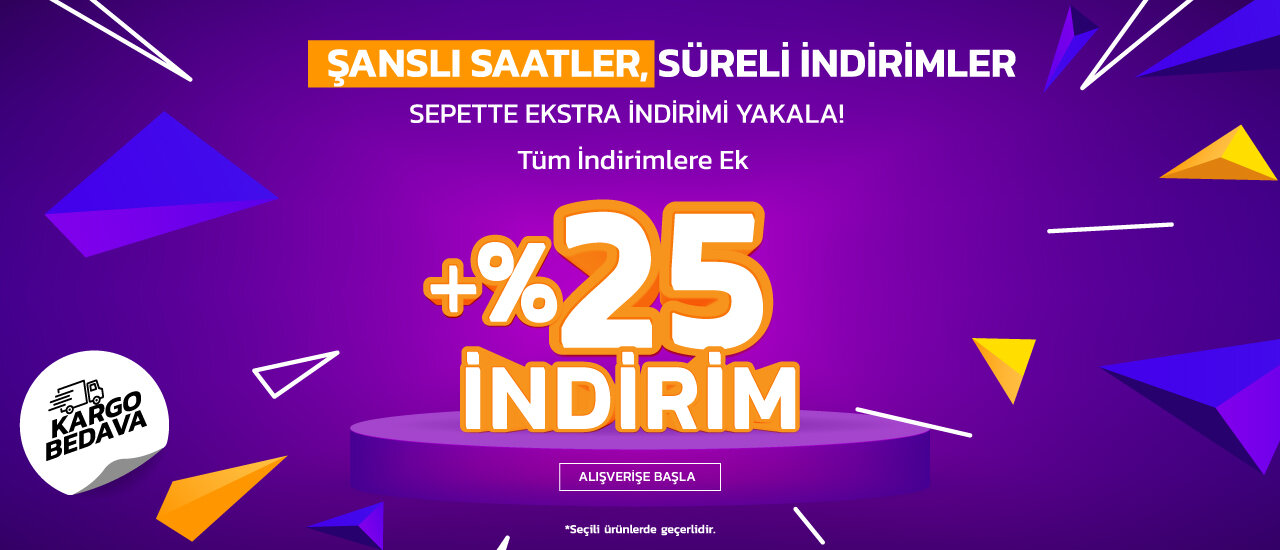 ŞANSLI SAATLER, SÜRELİ İNDİRİMLER
SEPETTE EKSTRA İNDİRİMİ YAKALA!
Tüm İndirimlere Ek
+%25
İNDİRİM
KARGO
BEDAVA
ALIŞVERİŞE BAŞLA
*Seçili ürünlerde geçerlidir.